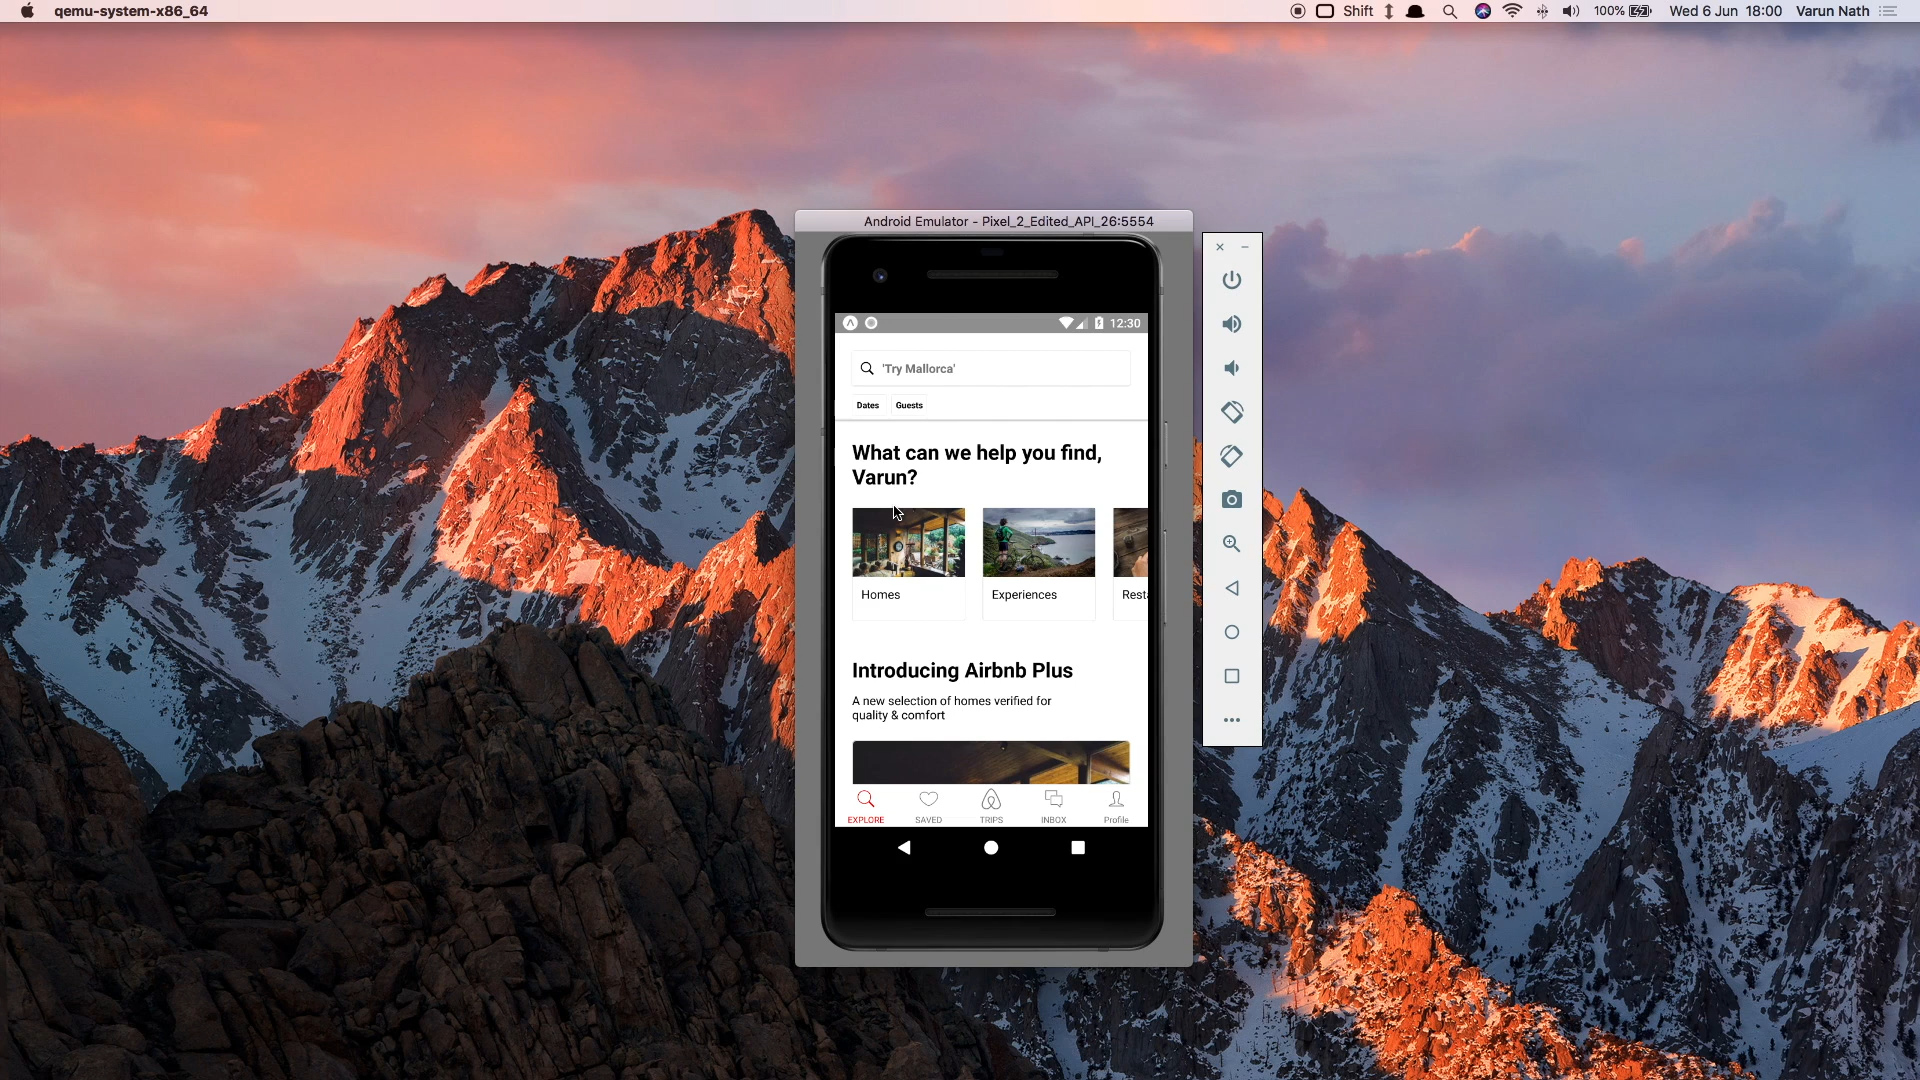 qemu-system-x86_64
Shift
100%
Wed 6 Jun 18:00
Varun Nath
Android Emulator - Pixel_2_Edited_API_26:5554
12:30
'Try Mallorca'
Dates
Guests
What can we help you find,
Varun?
Homes
Experiences
Resta
Introducing Airbnb Plus
A new selection of homes verified for
quality & comfort
EXPLORE
SAVED
TRIPS
INBOX
Profile